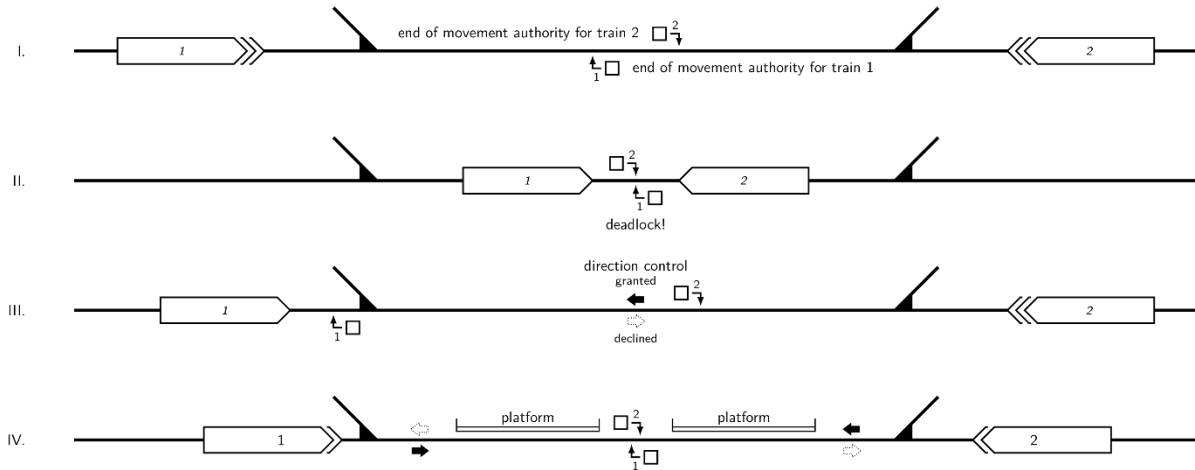 I.
1
end of movement authority for train 2
2
1
end of movement authority for train 1
2
II.
1
2
1
2
deadlock!
III.
1
1
direction control
granted
2
declined
2
IV.
1
platform
2
1
platform
2